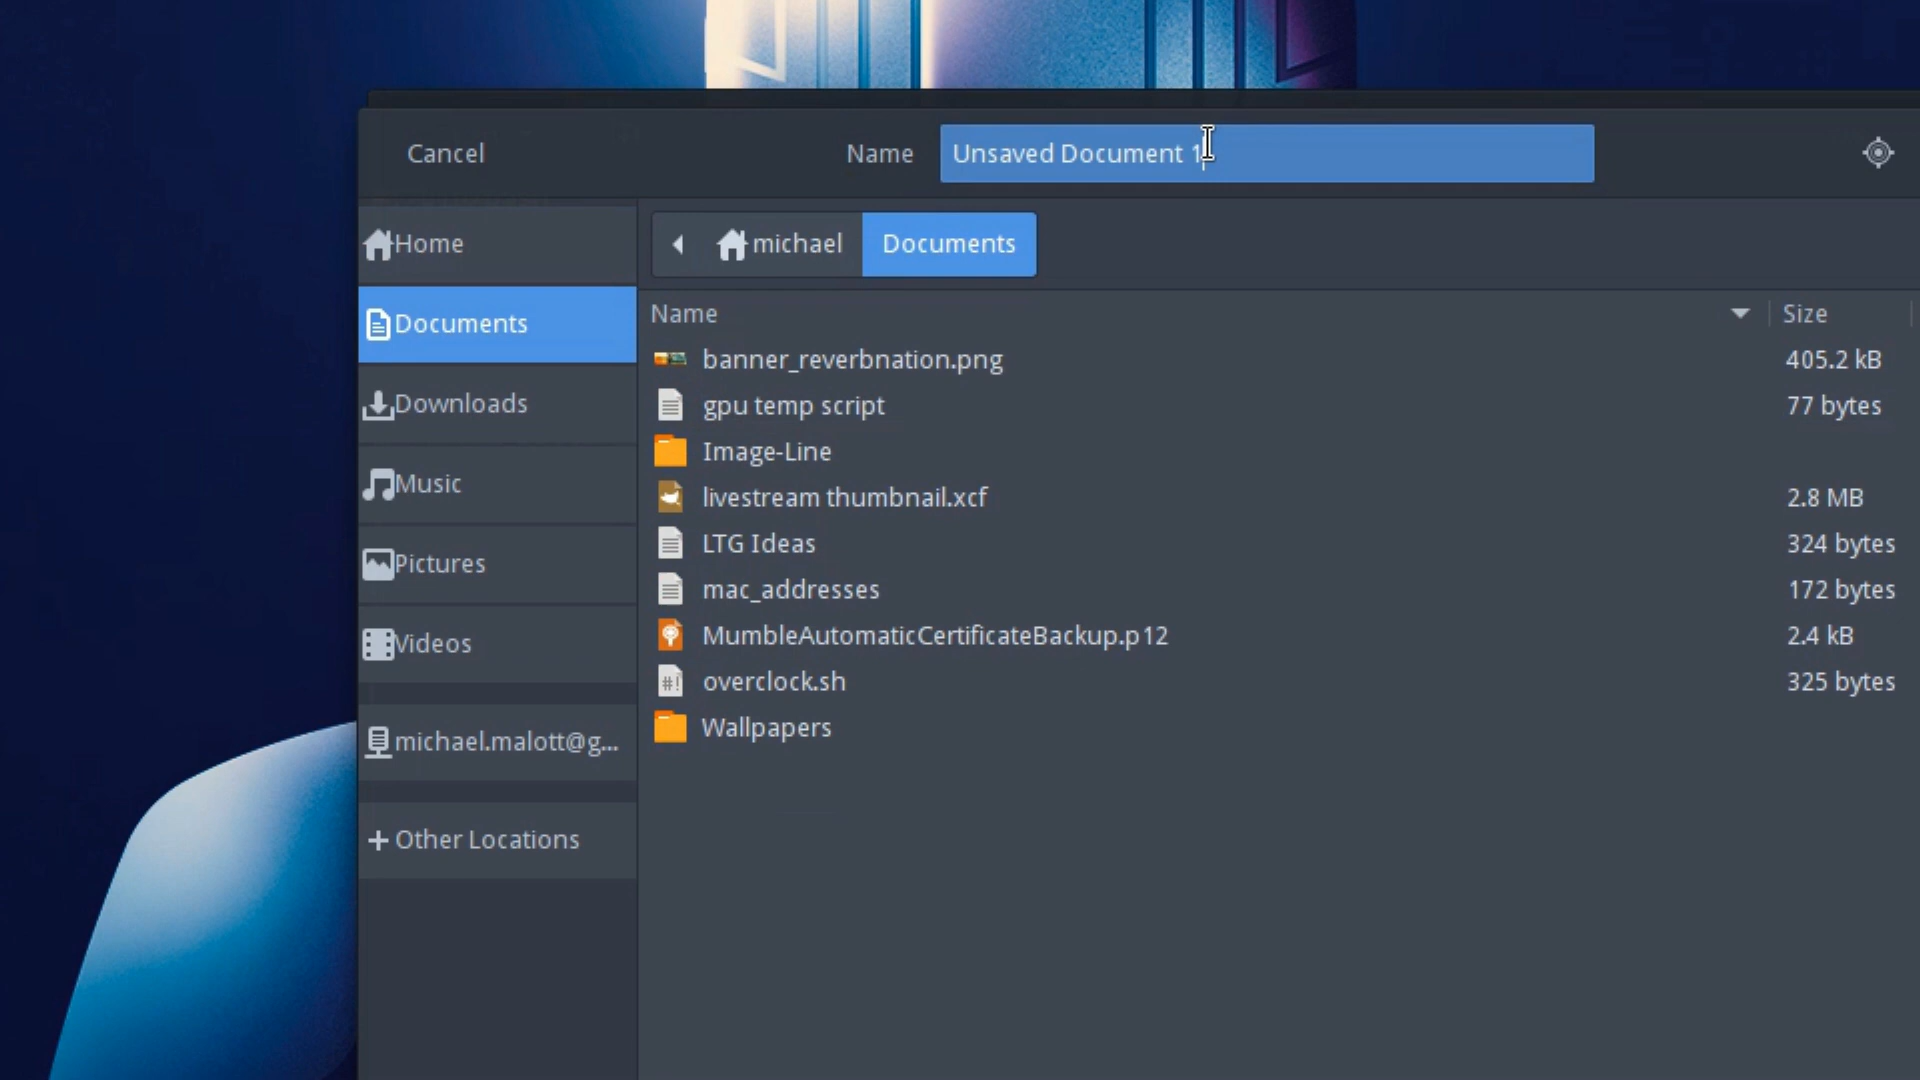 Cancel
Name
Unsaved Document 1
Home
Documents
Downloads
Music
Pictures
Videos
michael.malott@g...
Other Locations
michael
Documents
Name
Size
banner_reverbnation.png
405.2 kB
gpu temp script
77 bytes
Image-Line
livestream thumbnail.xcf
2.8 MB
LTG Ideas
324 bytes
mac_addresses
172 bytes
MumbleAutomaticCertificateBackup.p12
2.4 kB
overclock.sh
325 bytes
Wallpapers